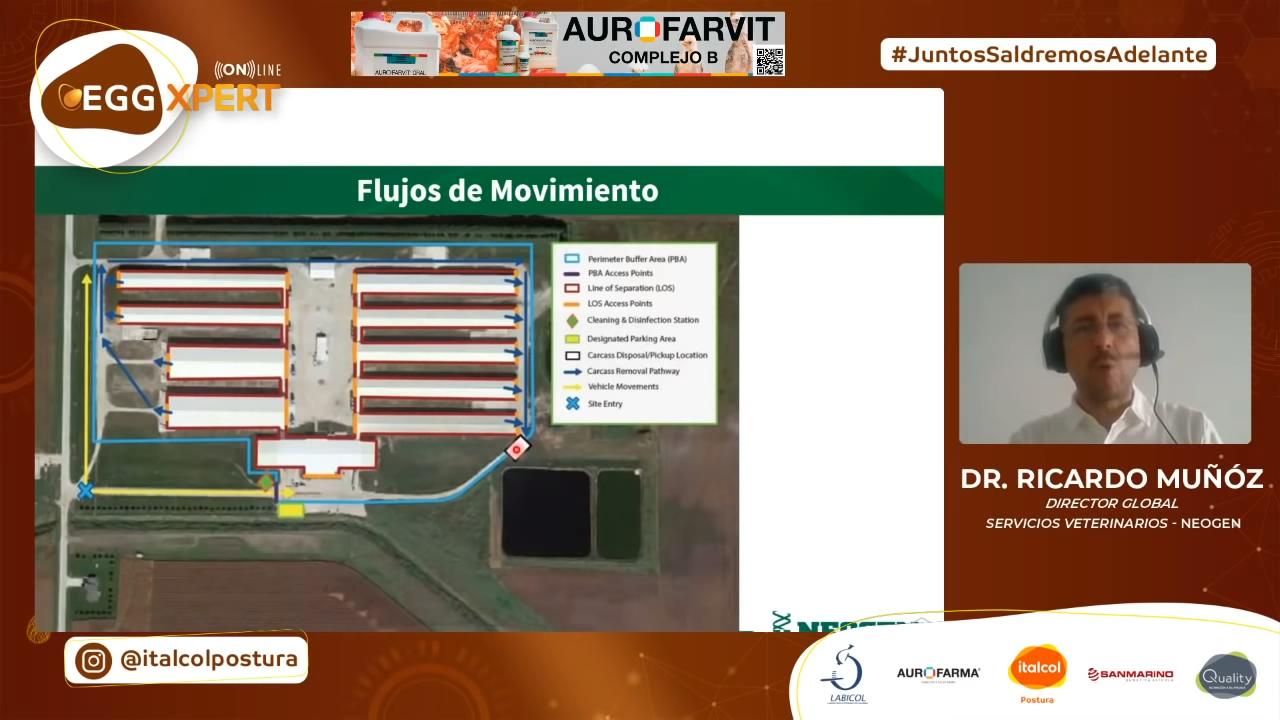 AUROFARVIT
COMPLEJO B
AUROFARVIT ORAL
#JuntosSaldremosAdelante
((ON)) LINE
EGG XPERT
Flujos de Movimiento
Perimeter Buffer Area (PBA)
PBA Access Points
Line of Separation (LOS)
LOS Access Points
Cleaning & Disinfection Station
Designated Parking Area
Carcass Disposal/Pickup Location
Carcass Removal Pathway
Vehicle Movements
Site Entry
DR. RICARDO MUÑÓZ
DIRECTOR GLOBAL
SERVICIOS VETERINARIOS - NEOGEN
NEOGEN
@italcolpostura
LABICOL
AUROFARMA
italcol
Postura
SANMARINO
Quality